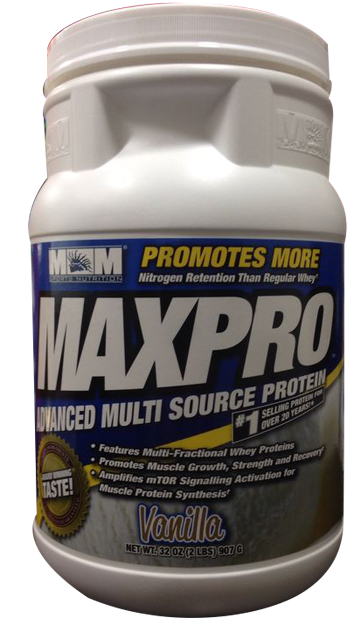 M M
SPORTS NUTRITION
PROMOTES MORE
Nitrogen Retention Than Regular Whey†
MAXPRO
ADVANCED MULTI SOURCE PROTEIN
#1 SELLING PROTEIN FOR
OVER 20 YEARS!
• Features Multi-Fractional Whey Proteins
• Promotes Muscle Growth, Strength and Recovery†
• Amplifies mTOR Signalling Activation for
Muscle Protein Synthesis†
TASTE!
Vanilla
NET WT. 32 OZ (2 LBS) 907 G